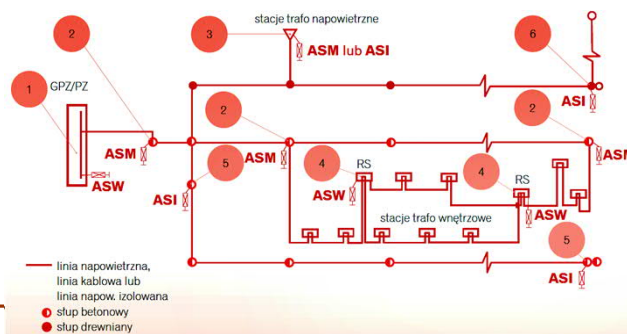 stacje trafo napowietrzne
2
3
6
ASM lub ASI
1
GPZ/PZ
ASI
2
2
ASM
ASM
ASM
5
4
RS
4
RS
ASW
ASW
ASI
ASW
stacje trafo wnętrzowe
5
ASI
linia napowietrzna,
linia kablowa lub
linia napow. izolowana
słup betonowy
słup drewniany